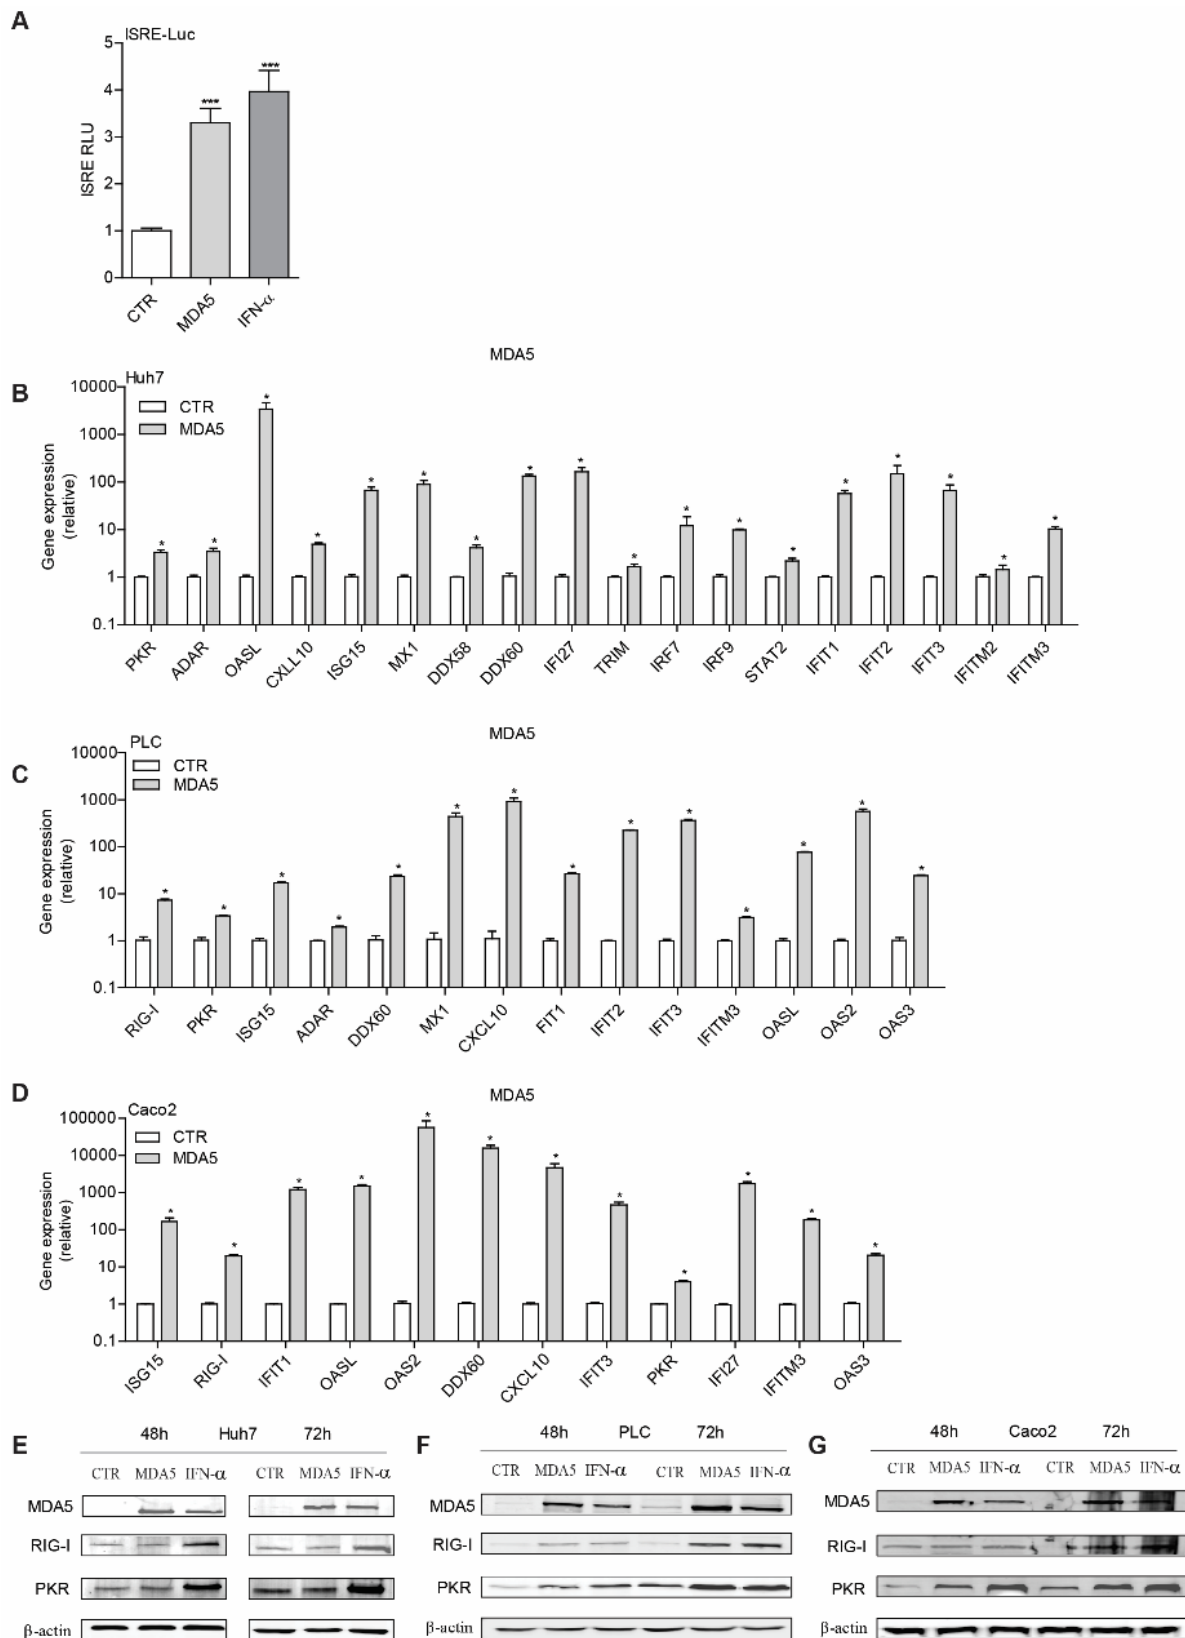 A
ISRE-Luc
5
4
3
2
1
0
ISRE RLU
*** ***
CTR MDA5 IFN-α
MDA5
B
Huh7
10000
1000
100
10
1
0.1
CTR
MDA5
Gene expression
(relative)
* * * * * * * * * * * * * * * * * *
PKR ADAR OASL CXLL10 ISG15 MX1 DDX58 DDX60 IFI27 TRIM IRF7 IRF9 STAT2 IFIT1 IFIT2 IFIT3 IFITM2 IFITM3
MDA5
C
PLC
10000
1000
100
10
1
0.1
CTR
MDA5
Gene expression
(relative)
* * * * * * * * * * * * * *
RIG-I PKR ISG15 ADAR DDX60 MX1 CXCL10 FIT1 IFIT2 IFIT3 IFITM3 OASL OAS2 OAS3
MDA5
D
Caco2
100000
10000
1000
100
10
1
0.1
CTR
MDA5
Gene expression
(relative)
* * * * * * * * * * * *
ISG15 RIG-I IFIT1 OASL OAS2 DDX60 CXCL10 IFIT3 PKR IFI27 IFITM3 OAS3
E
48h Huh7 72h
CTR MDA5 IFN-α CTR MDA5 IFN-α
MDA5
RIG-I
PKR
β-actin
F
48h PLC 72h
CTR MDA5 IFN-α CTR MDA5 IFN-α
MDA5
RIG-I
PKR
β-actin
G
48h Caco2 72h
CTR MDA5 IFN-α CTR MDA5 IFN-α
MDA5
RIG-I
PKR
β-actin